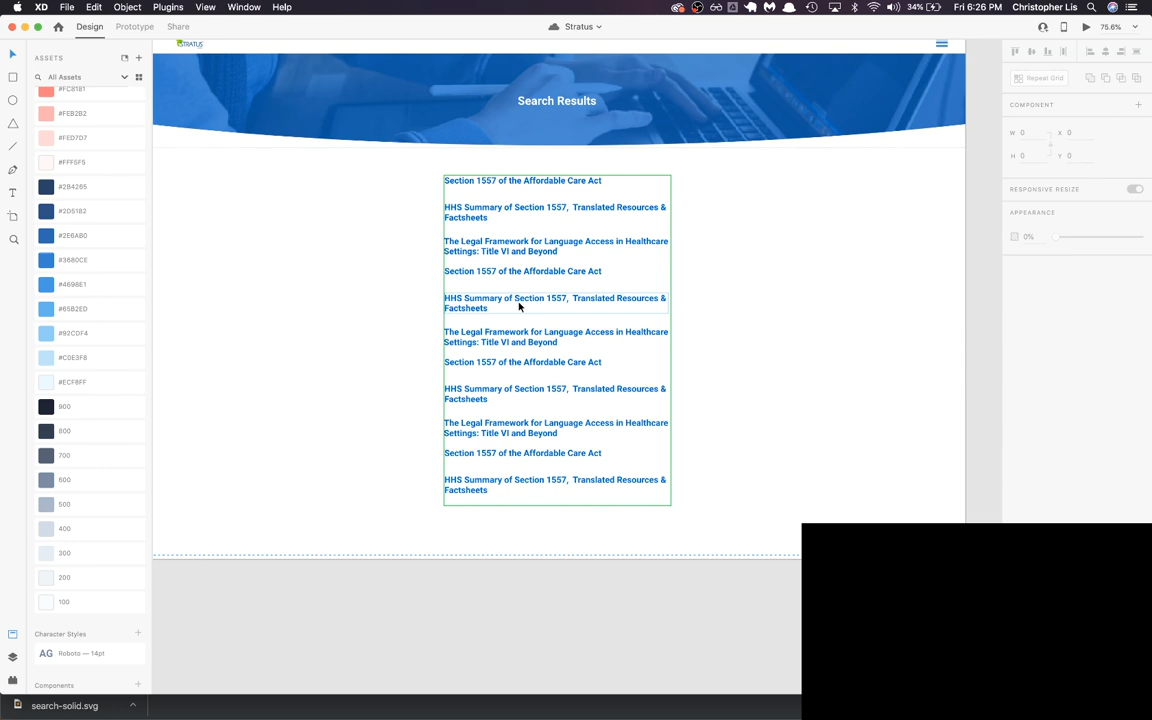 XD File Edit Object Plugins View Window Help
34% Fri 6:26 PM Christopher Lis
Design Prototype Share
Stratus
75.6%
ASSETS
All Assets
#FC8181
#FEB2B2
#FED7D7
#FFF5F5
#2B4265
#2D5182
#2E6AB0
#3680CE
#4698E1
#65B2ED
#92CDF4
#C0E3F8
#ECF8FF
900
800
700
600
500
400
300
200
100
Character Styles
AG Roboto — 14pt
Components
search-solid.svg
STRATUS
Search Results
Section 1557 of the Affordable Care Act
HHS Summary of Section 1557, Translated Resources &
Factsheets
The Legal Framework for Language Access in Healthcare
Settings: Title VI and Beyond
Section 1557 of the Affordable Care Act
HHS Summary of Section 1557, Translated Resources &
Factsheets
The Legal Framework for Language Access in Healthcare
Settings: Title VI and Beyond
Section 1557 of the Affordable Care Act
HHS Summary of Section 1557, Translated Resources &
Factsheets
The Legal Framework for Language Access in Healthcare
Settings: Title VI and Beyond
Section 1557 of the Affordable Care Act
HHS Summary of Section 1557, Translated Resources &
Factsheets
Repeat Grid
COMPONENT
W 0 X 0
H 0 Y 0
RESPONSIVE RESIZE
APPEARANCE
0%